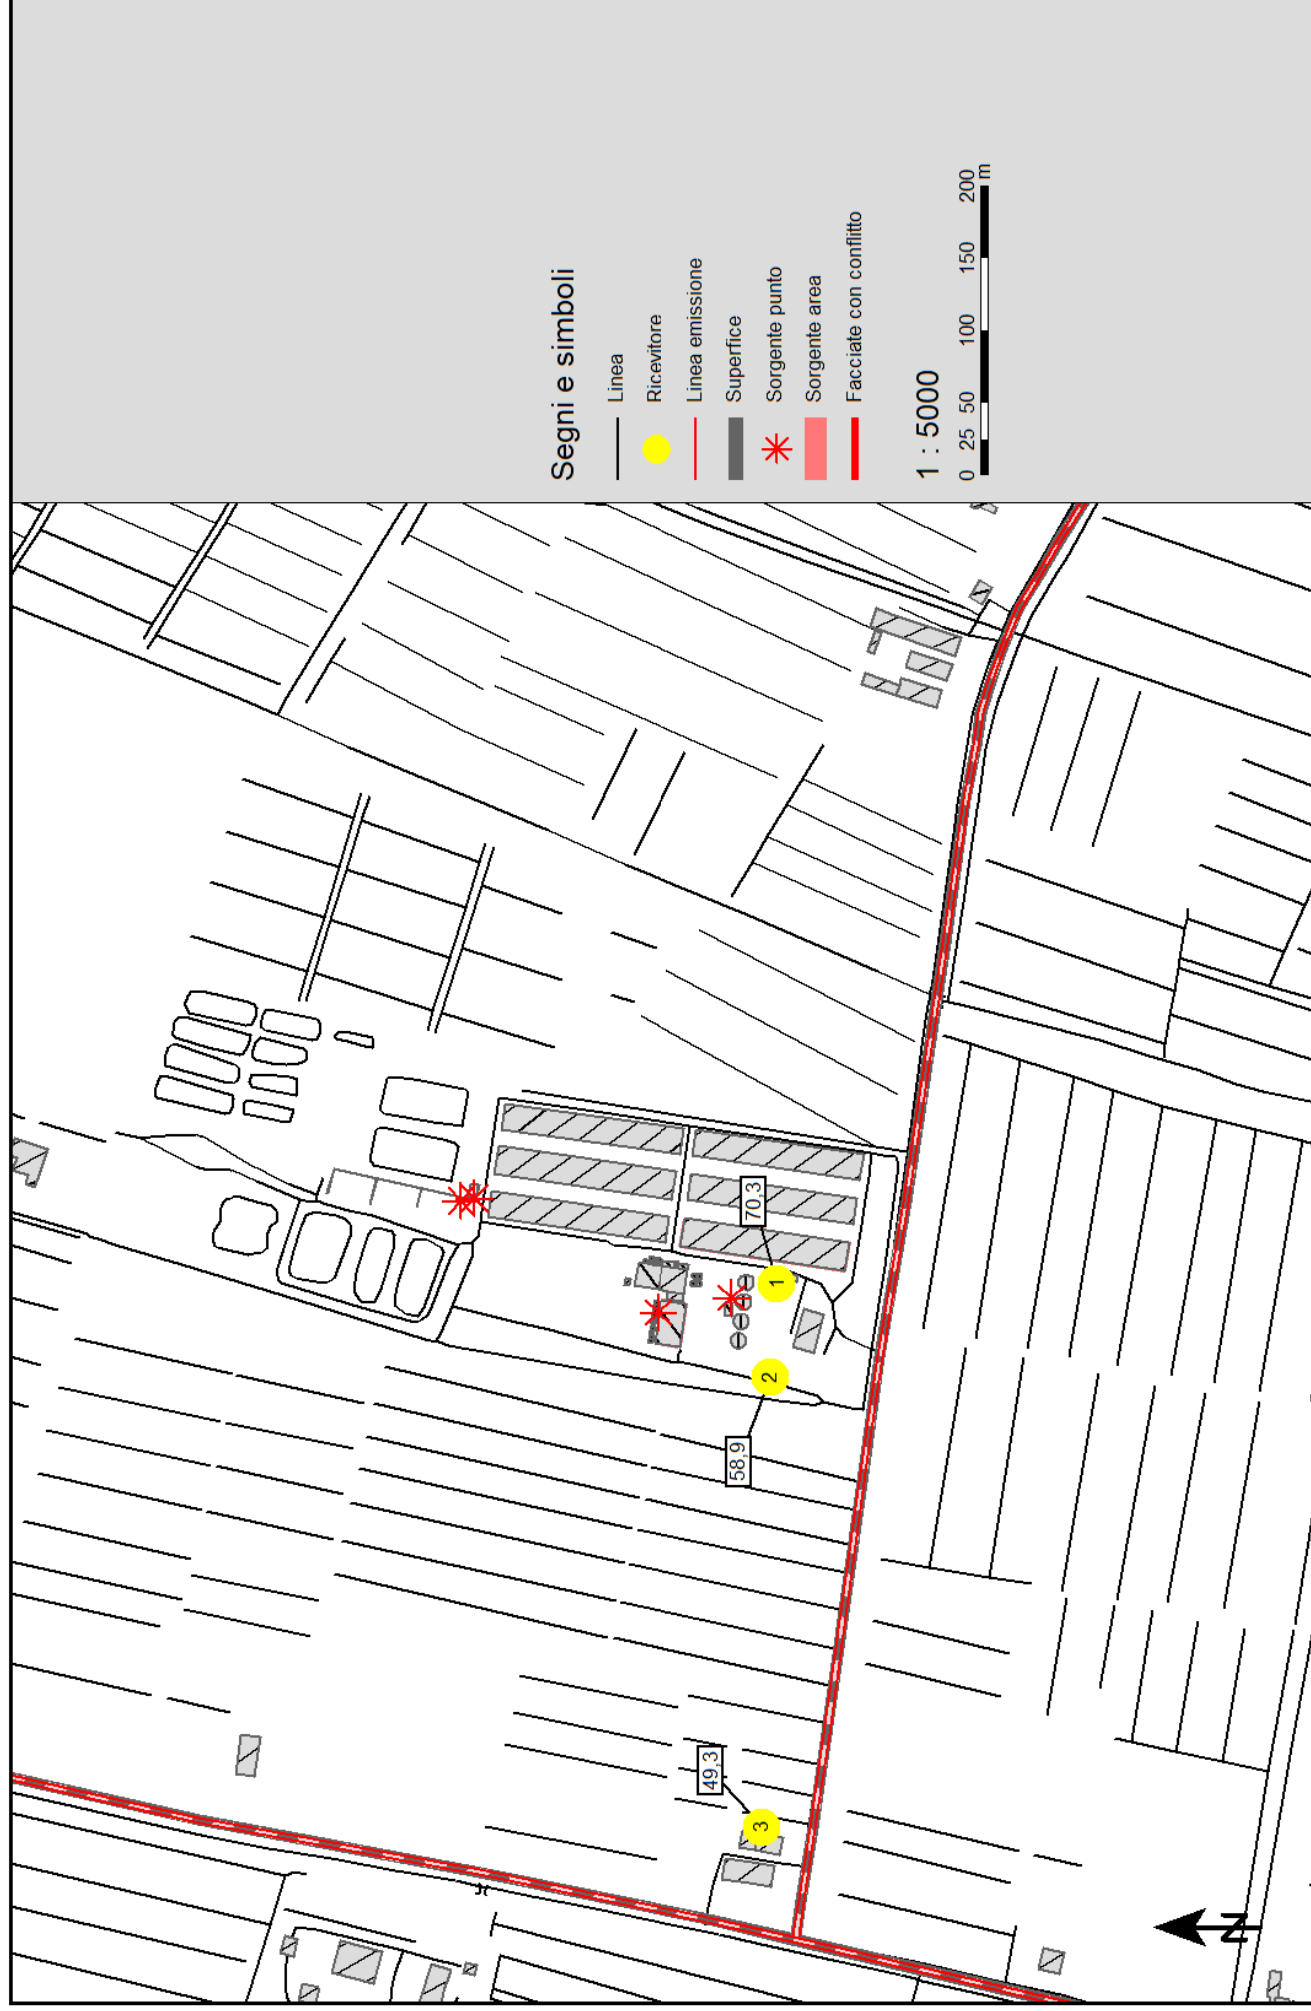 Segni e simboli
Linea
Ricevitore
Linea emissione
Superfice
Sorgente punto
Sorgente area
Facciate con conflitto
1 : 5000
0 25 50 100 150 200
m
70,3
1
2
58,9
49,3
3
N